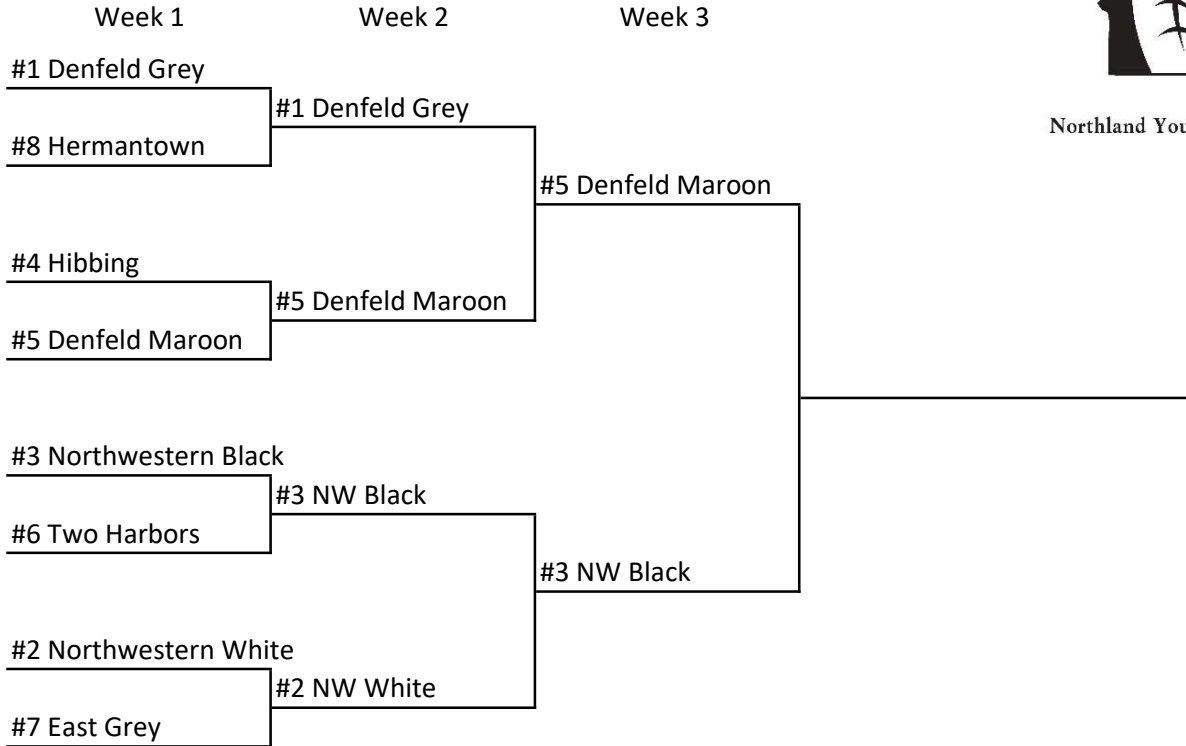 Week 1 Week 2 Week 3
#1 Denfeld Grey
#1 Denfeld Grey
#8 Hermantown
Northland You
#5 Denfeld Maroon
#4 Hibbing
#5 Denfeld Maroon
#5 Denfeld Maroon
#3 Northwestern Black
#3 NW Black
#6 Two Harbors
#3 NW Black
#2 Northwestern White
#2 NW White
#7 East Grey